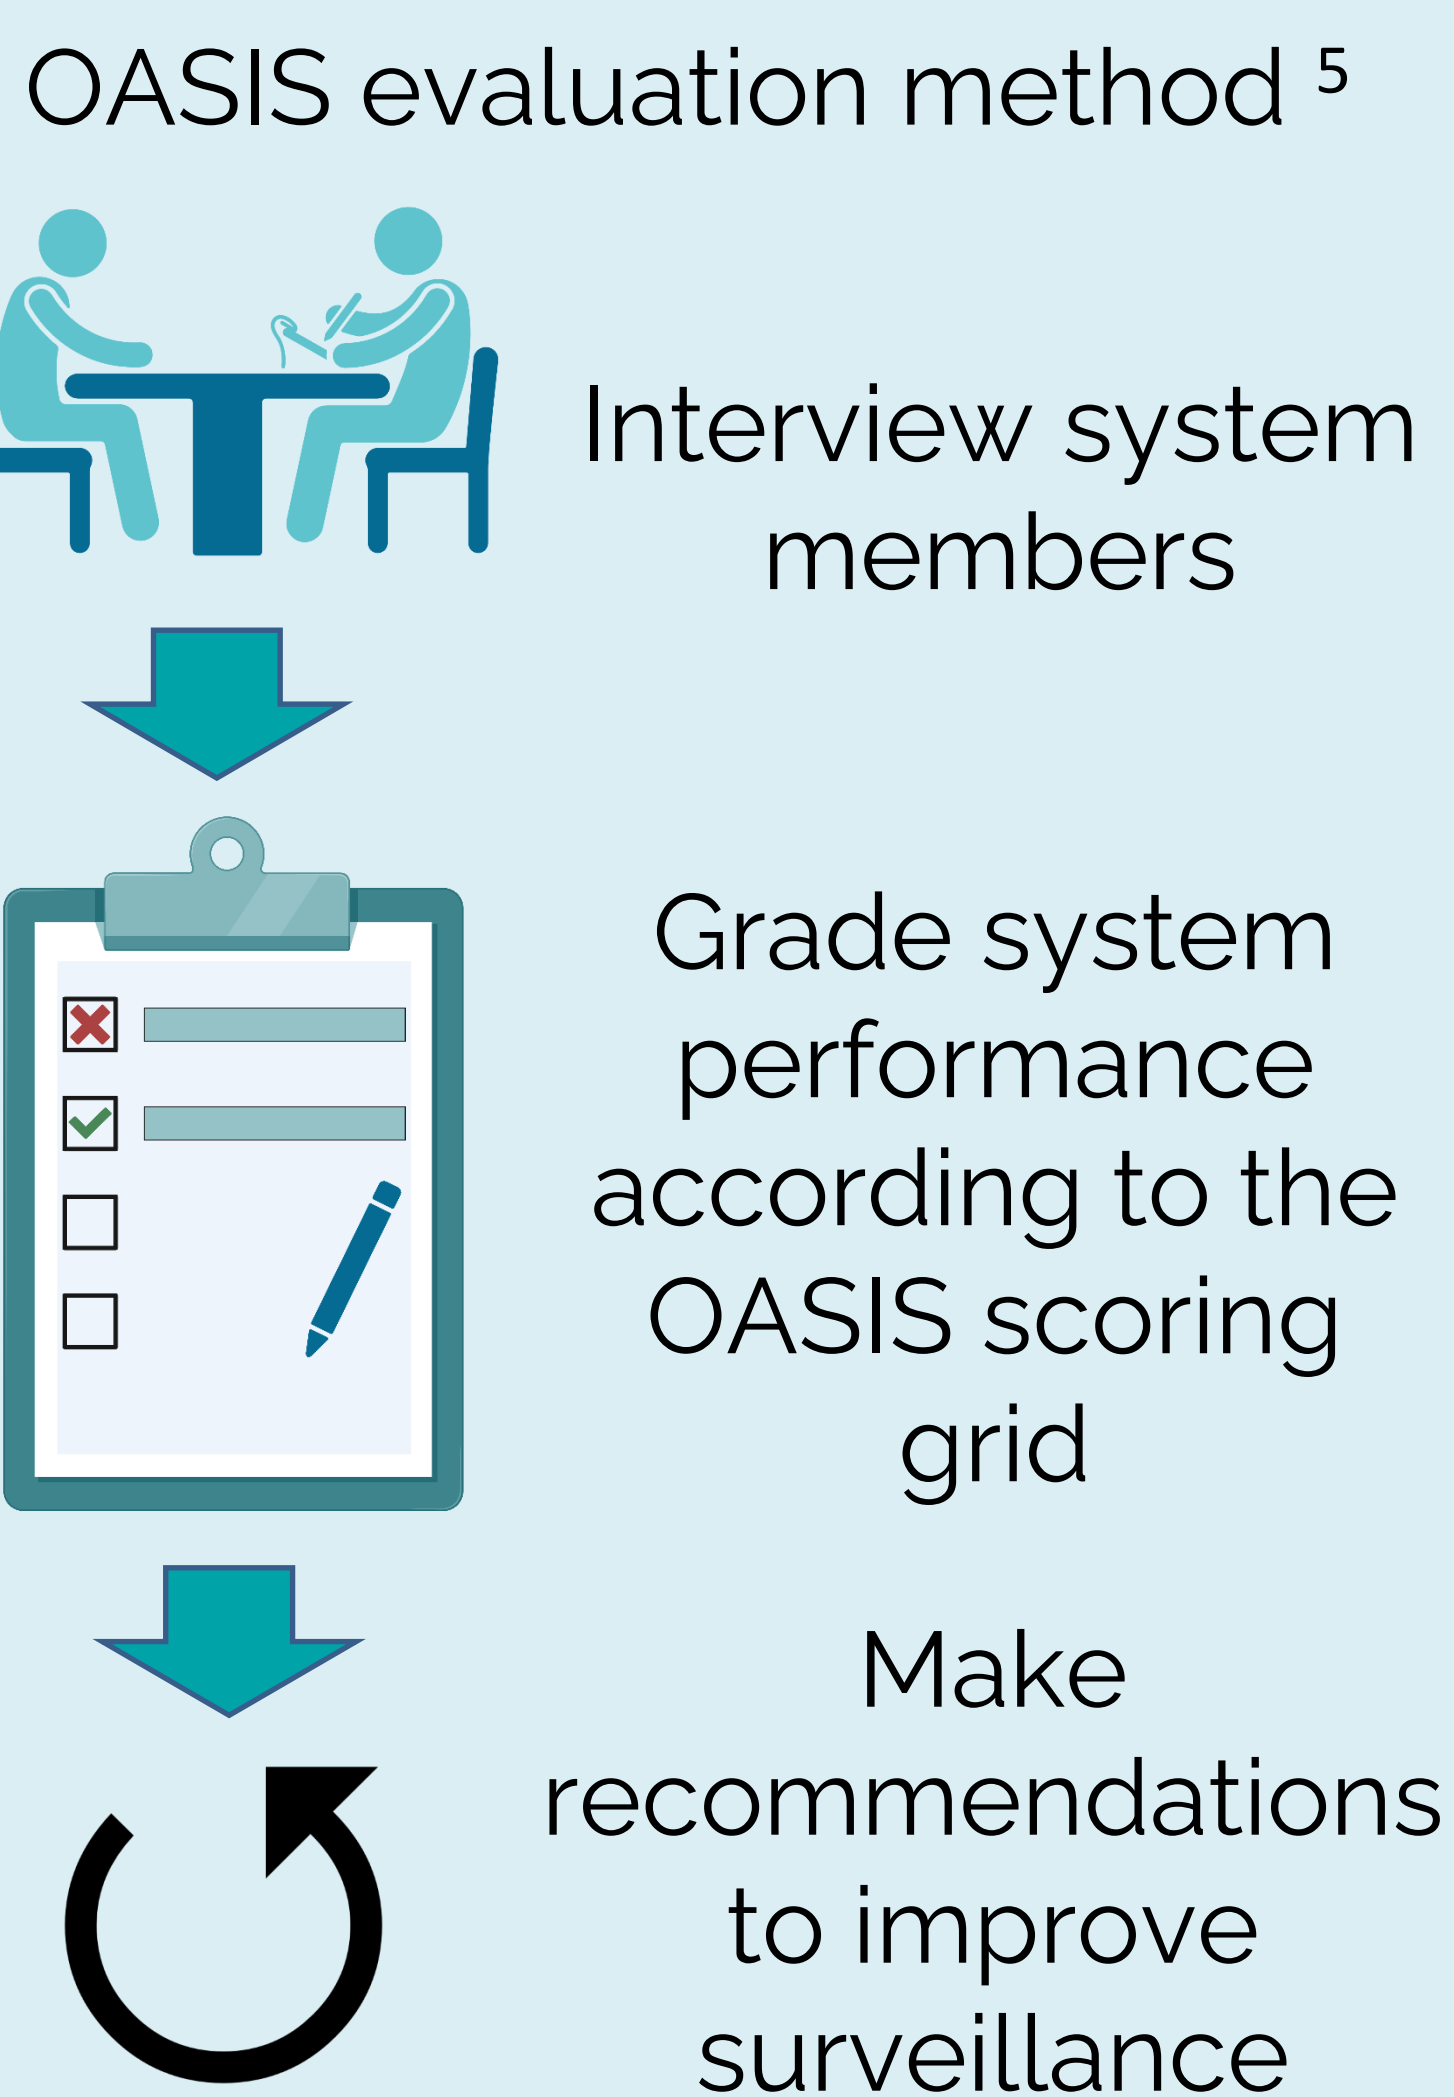 OASIS evaluation method ⁵
Interview system
members
Grade system
performance
according to the
OASIS scoring
grid
Make
recommendations
to improve
surveillance